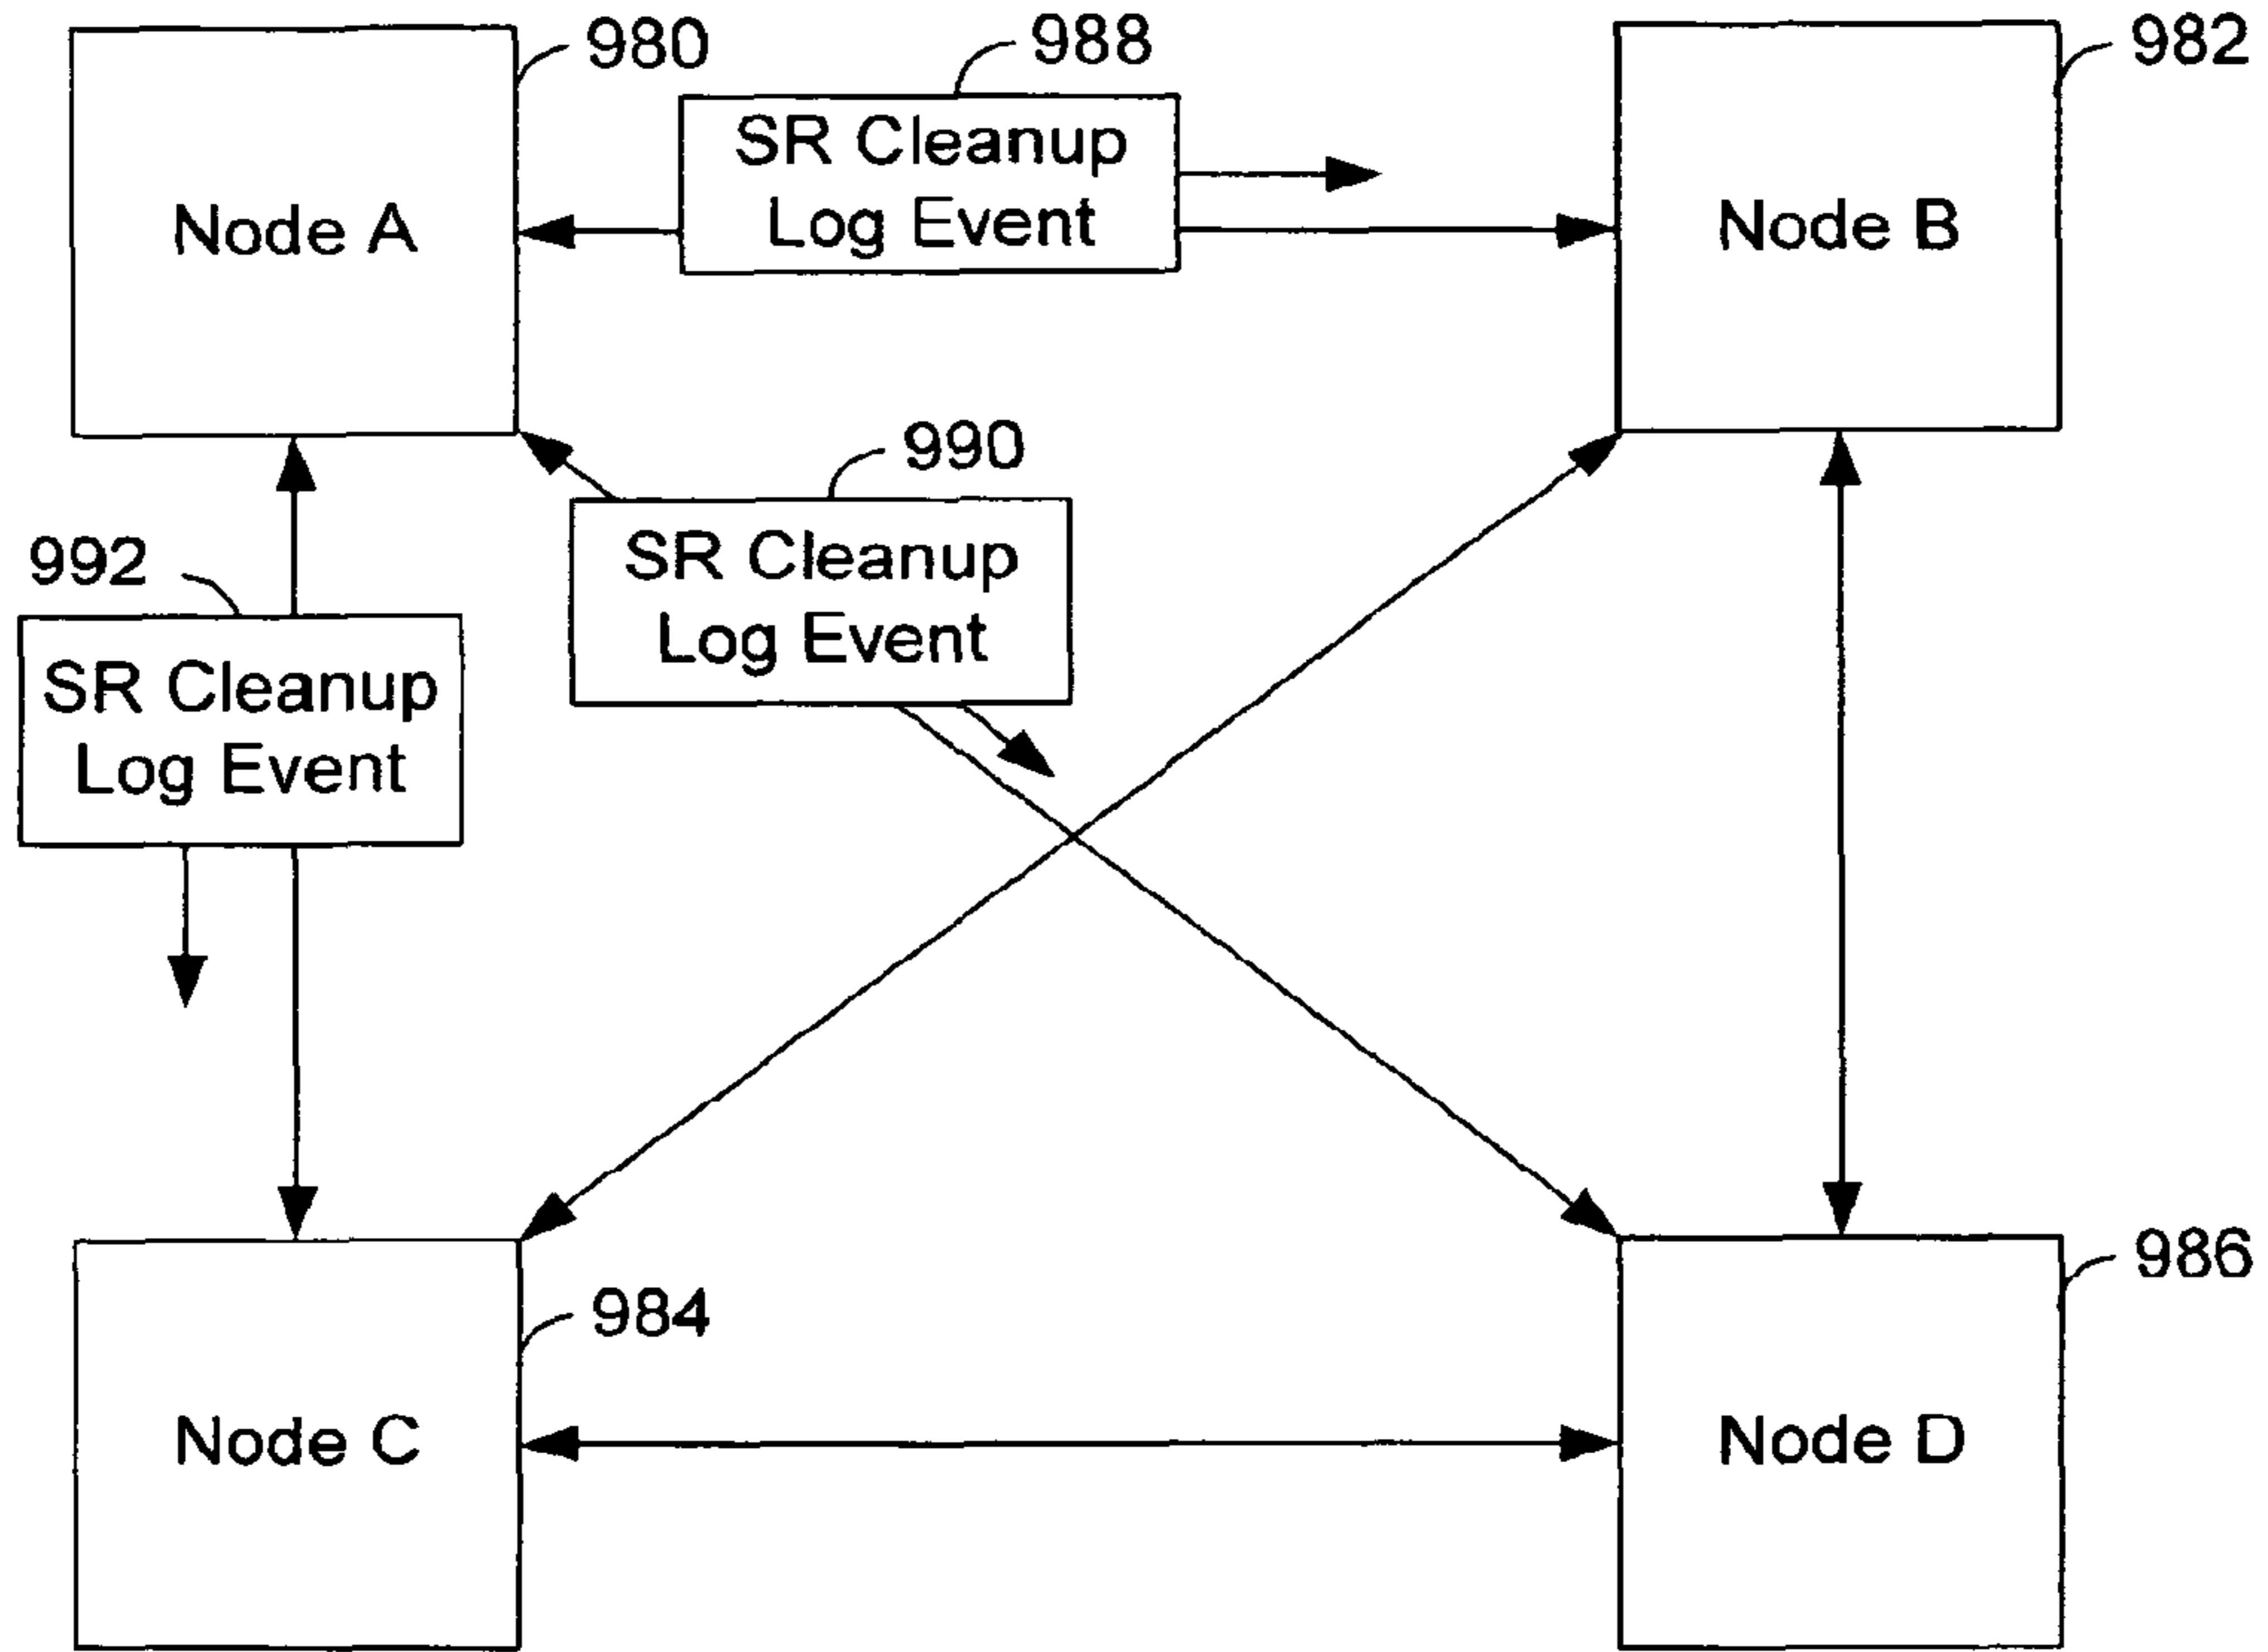 980
988
982
SR Cleanup
Log Event
Node A
Node B
990
992
SR Cleanup
Log Event
SR Cleanup
Log Event
986
984
Node C
Node D